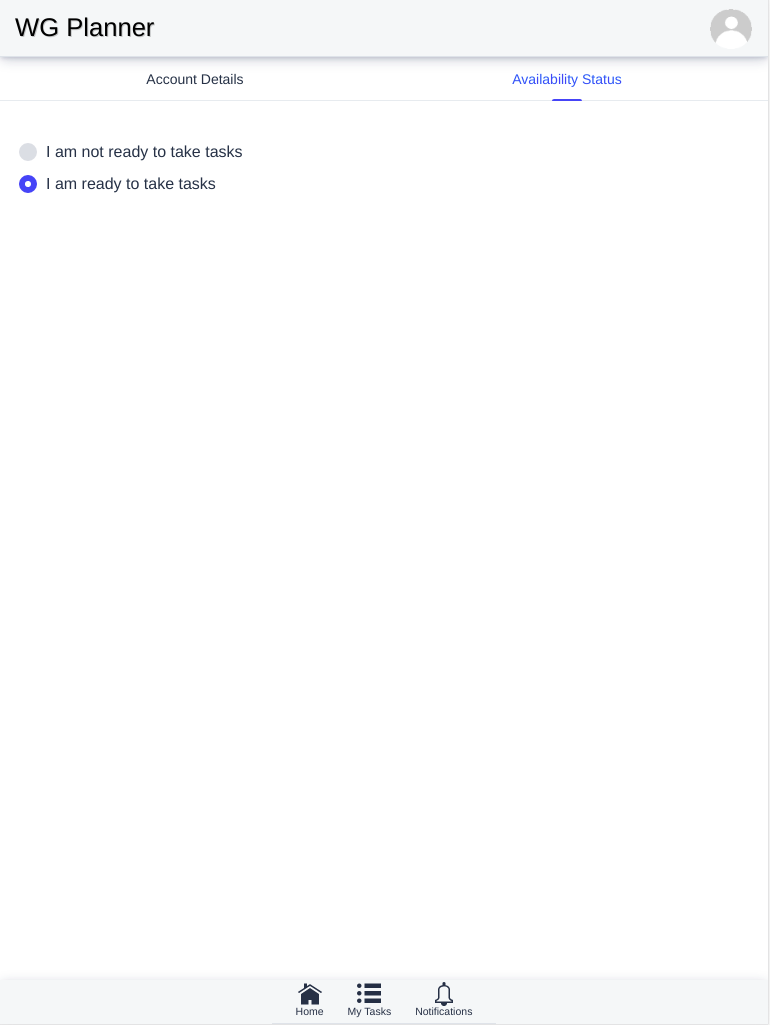 WG Planner
Account Details
Availability Status
I am not ready to take tasks
I am ready to take tasks
Home
My Tasks
Notifications